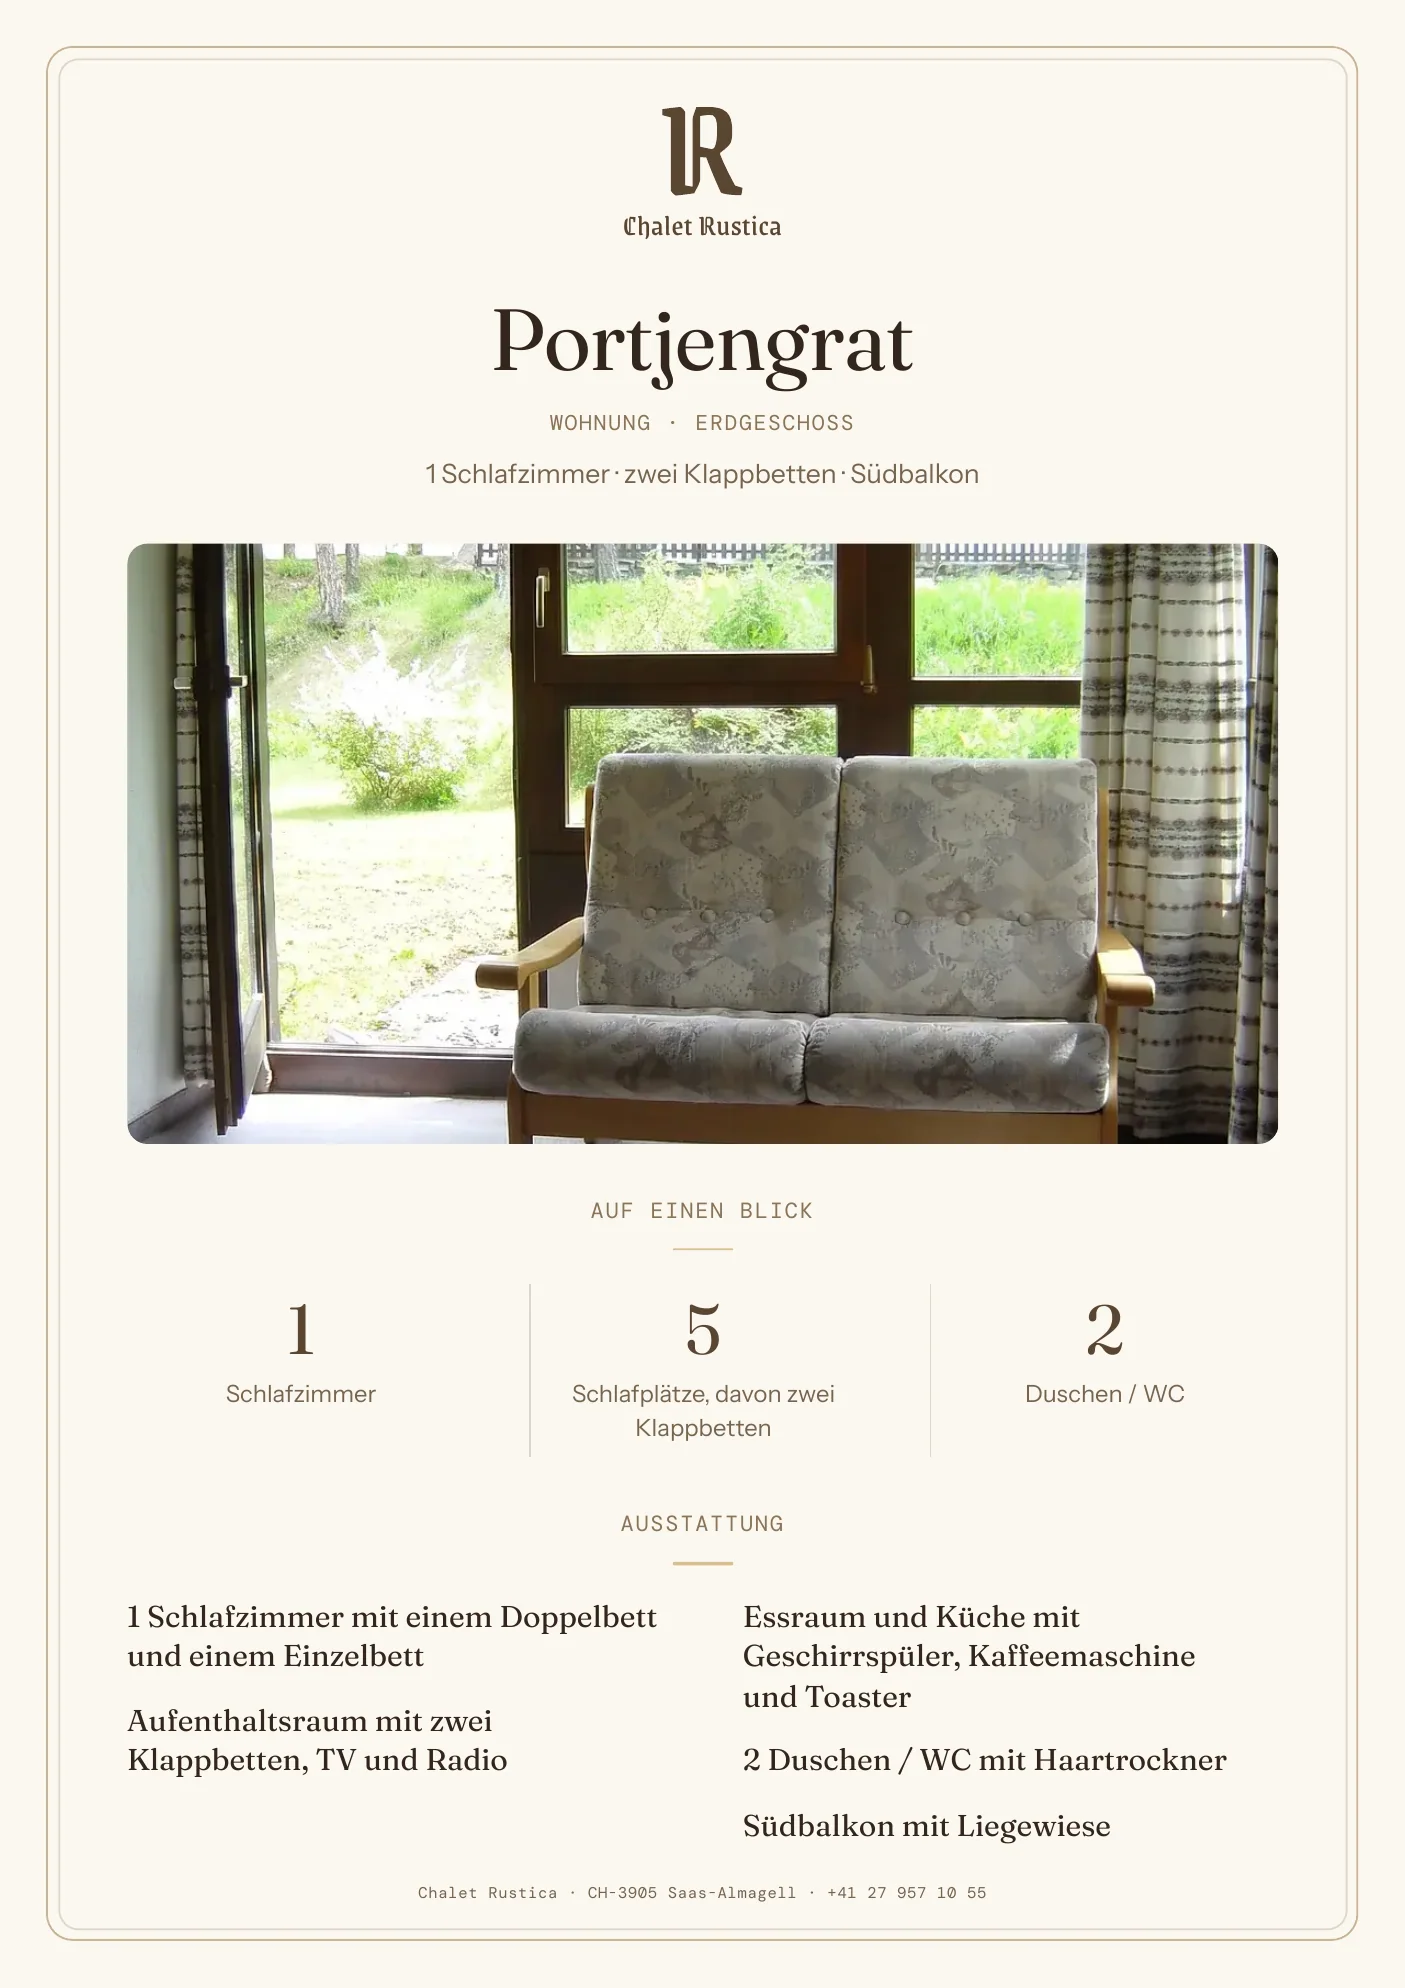 R
Chalet Rustica
Portjengrat
WOHNUNG · ERDGESCHOSS
1 Schlafzimmer · zwei Klappbetten · Südbalkon
AUF EINEN BLICK
1
Schlafzimmer
5
Schlafplätze, davon zwei
Klappbetten
2
Duschen / WC
AUSSTATTUNG
1 Schlafzimmer mit einem Doppelbett
und einem Einzelbett
Aufenthaltsraum mit zwei
Klappbetten, TV und Radio
Essraum und Küche mit
Geschirrspüler, Kaffeemaschine
und Toaster
2 Duschen / WC mit Haartrockner
Südbalkon mit Liegewiese
Chalet Rustica · CH-3905 Saas-Almagell · +41 27 957 10 55